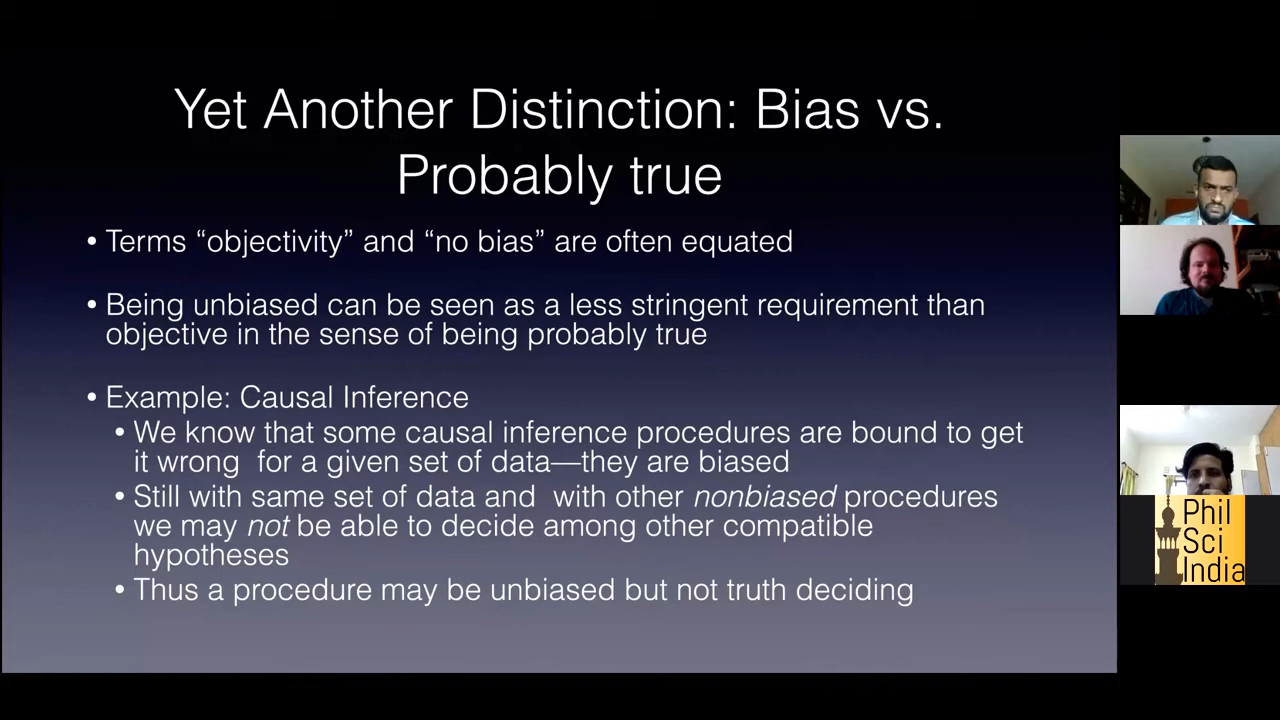 Yet Another Distinction: Bias vs.
Probably true
• Terms “objectivity” and “no bias” are often equated
• Being unbiased can be seen as a less stringent requirement than
objective in the sense of being probably true
• Example: Causal Inference
• We know that some causal inference procedures are bound to get
it wrong  for a given set of data—they are biased
• Still with same set of data and  with other nonbiased procedures
we may not be able to decide among other compatible
hypotheses
• Thus a procedure may be unbiased but not truth deciding
Phil
Sci
India